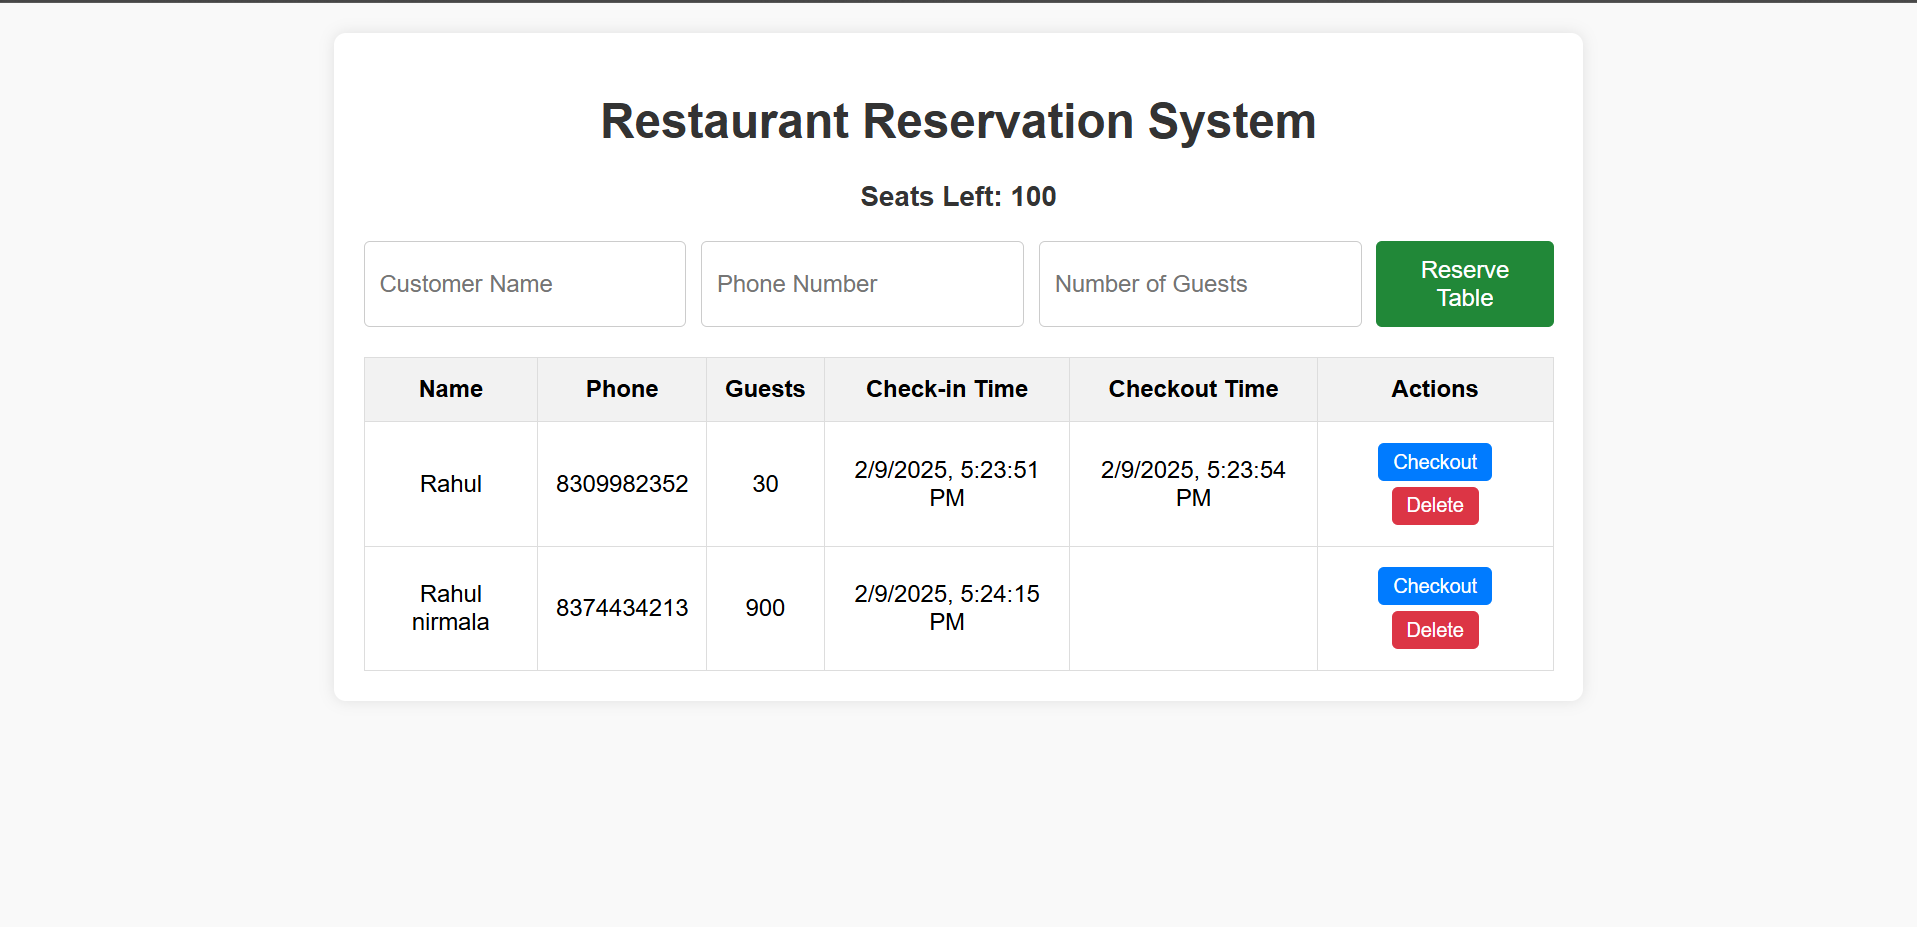 Restaurant Reservation System
Seats Left: 100
Customer Name
Phone Number
Number of Guests
Reserve
Table
Name
Phone
Guests
Check-in Time
Checkout Time
Actions
Rahul
8309982352
30
2/9/2025, 5:23:51
PM
2/9/2025, 5:23:54
PM
Checkout
Delete
Rahul
nirmala
8374434213
900
2/9/2025, 5:24:15
PM
Checkout
Delete